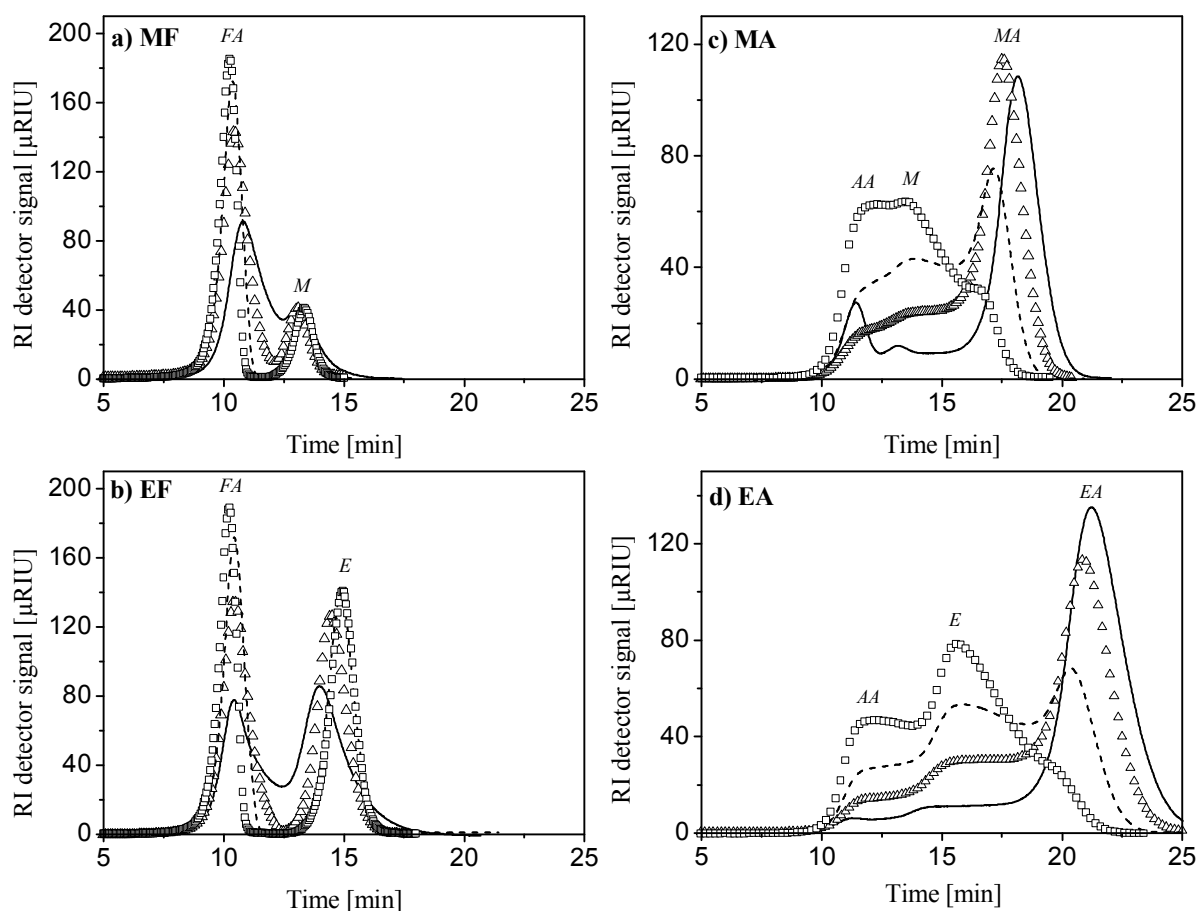 a) MF
FA
M
RI detector signal [µRIU]
200
160
120
80
40
0
5
10
15
20
25
Time [min]
c) MA
AA
M
MA
RI detector signal [µRIU]
120
80
40
0
5
10
15
20
25
Time [min]
b) EF
FA
E
RI detector signal [µRIU]
200
160
120
80
40
0
5
10
15
20
25
Time [min]
d) EA
AA
E
EA
RI detector signal [µRIU]
120
80
40
0
5
10
15
20
25
Time [min]